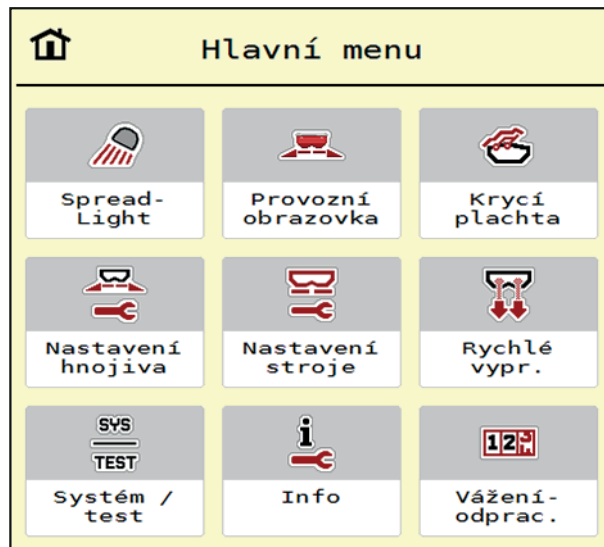 Hlavní menu
Spread-
Light
Provozní
obrazovka
Krycí
plachta
Nastavení
hnojiva
Nastavení
stroje
Rychlé
vypr.
SYS
TEST
i
123
Systém /
test
Info
Vážení-
odprac.